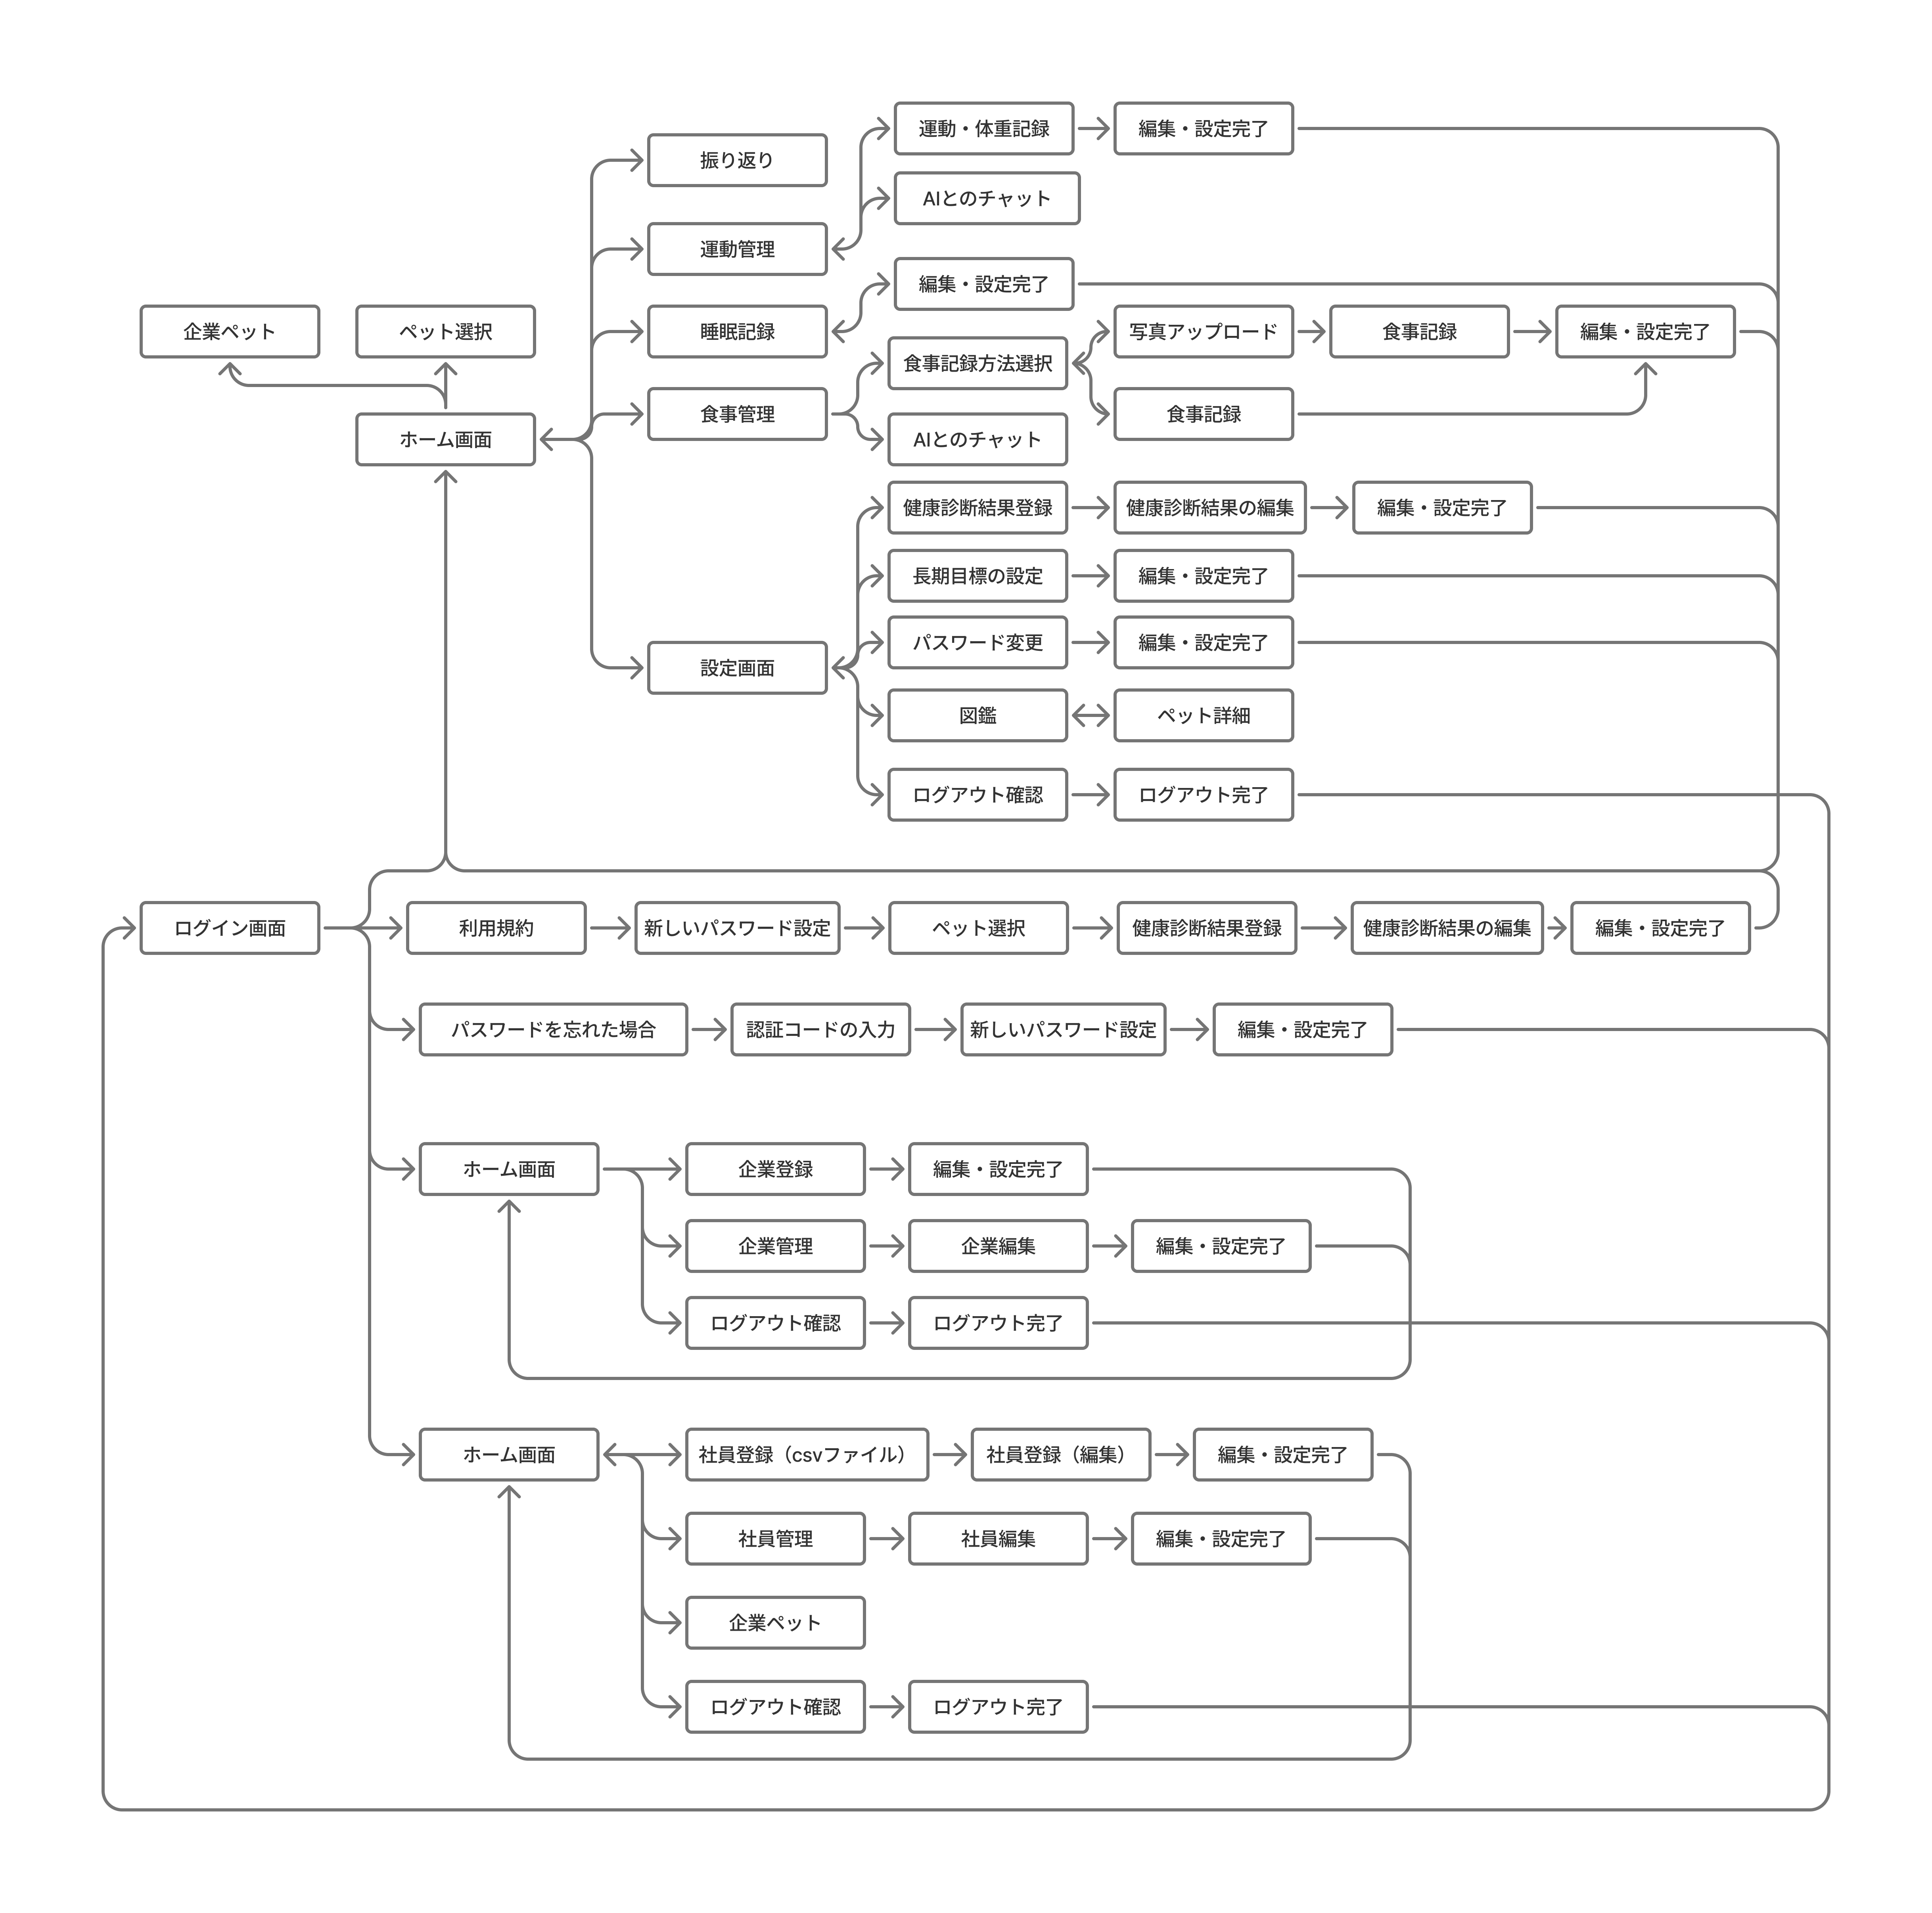 運動・体重記録
編集・設定完了
振り返り
AIとのチャット
運動管理
編集・設定完了
企業ペット
ペット選択
睡眠記録
写真アップロード
食事記録
編集・設定完了
食事記録方法選択
食事管理
食事記録
ホーム画面
AIとのチャット
健康診断結果登録
健康診断結果の編集
編集・設定完了
長期目標の設定
編集・設定完了
パスワード変更
編集・設定完了
設定画面
図鑑
ペット詳細
ログアウト確認
ログアウト完了
ログイン画面
利用規約
新しいパスワード設定
ペット選択
健康診断結果登録
健康診断結果の編集
編集・設定完了
パスワードを忘れた場合
認証コードの入力
新しいパスワード設定
編集・設定完了
ホーム画面
企業登録
編集・設定完了
企業管理
企業編集
編集・設定完了
ログアウト確認
ログアウト完了
ホーム画面
社員登録（csvファイル）
社員登録（編集）
編集・設定完了
社員管理
社員編集
編集・設定完了
企業ペット
ログアウト確認
ログアウト完了